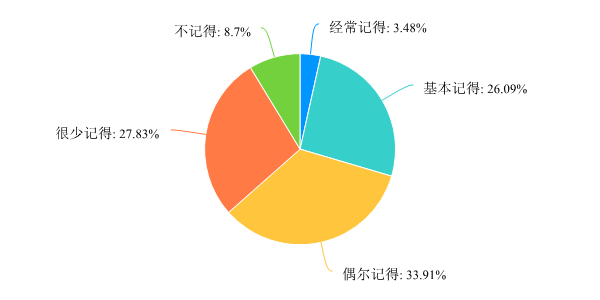 不记得: 8.7%
经常记得: 3.48%
基本记得: 26.09%
很少记得: 27.83%
偶尔记得: 33.91%